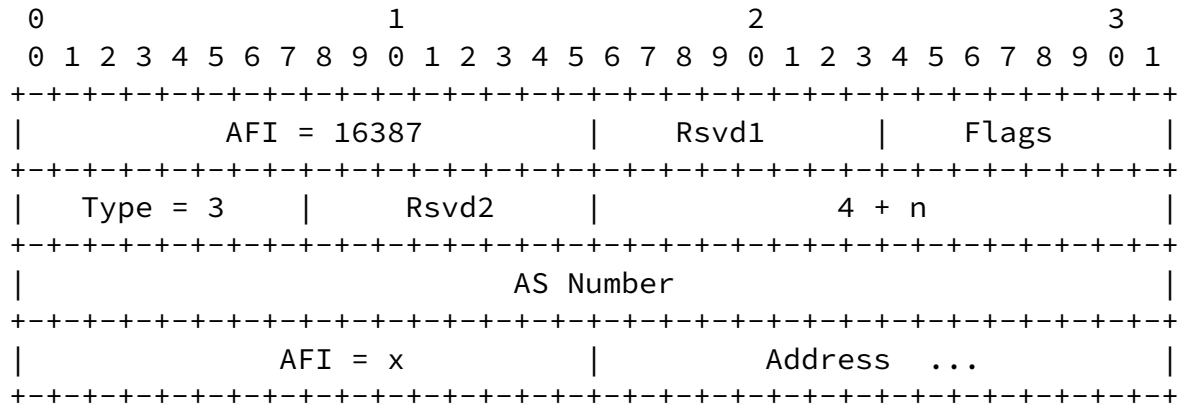 0                   1                   2                   3
 0 1 2 3 4 5 6 7 8 9 0 1 2 3 4 5 6 7 8 9 0 1 2 3 4 5 6 7 8 9 0 1
+-+-+-+-+-+-+-+-+-+-+-+-+-+-+-+-+-+-+-+-+-+-+-+-+-+-+-+-+-+-+-+-+
|           AFI = 16387         |     Rsvd1     |     Flags     |
+-+-+-+-+-+-+-+-+-+-+-+-+-+-+-+-+-+-+-+-+-+-+-+-+-+-+-+-+-+-+-+-+
|   Type = 3    |     Rsvd2     |             4 + n             |
+-+-+-+-+-+-+-+-+-+-+-+-+-+-+-+-+-+-+-+-+-+-+-+-+-+-+-+-+-+-+-+-+
|                           AS Number                           |
+-+-+-+-+-+-+-+-+-+-+-+-+-+-+-+-+-+-+-+-+-+-+-+-+-+-+-+-+-+-+-+-+
|              AFI = x          |         Address  ...          |
+-+-+-+-+-+-+-+-+-+-+-+-+-+-+-+-+-+-+-+-+-+-+-+-+-+-+-+-+-+-+-+-+